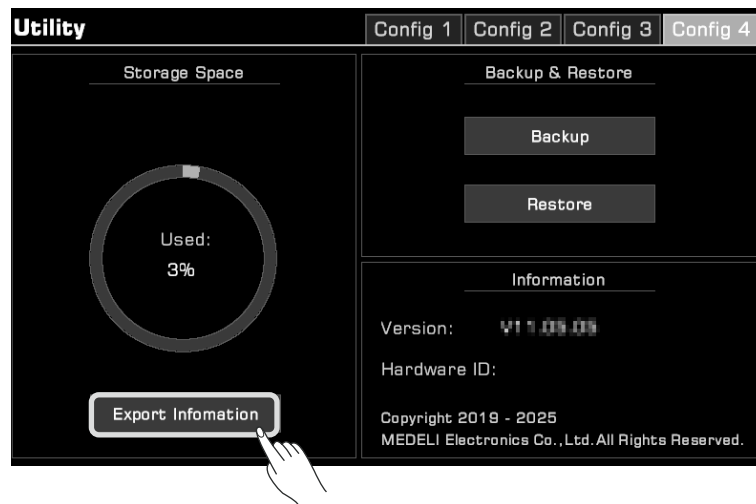 Utility
Config 1
Config 2
Config 3
Config 4
Storage Space
Used:
3%
Export Infomation
Backup & Restore
Backup
Restore
Information
Version:
Hardware ID:
Copyright 2019 - 2025
MEDELI Electronics Co.,Ltd.All Rights Reserved.